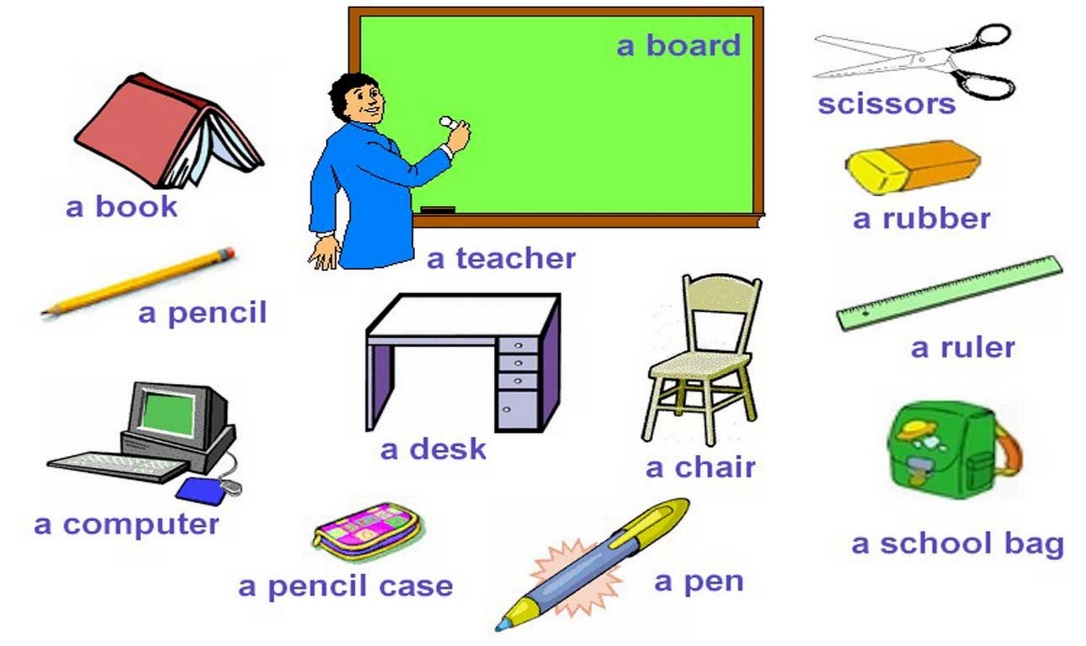 a board
scissors
a book
a rubber
a teacher
a pencil
a ruler
a desk
a chair
a computer
a school bag
a pencil case
a pen